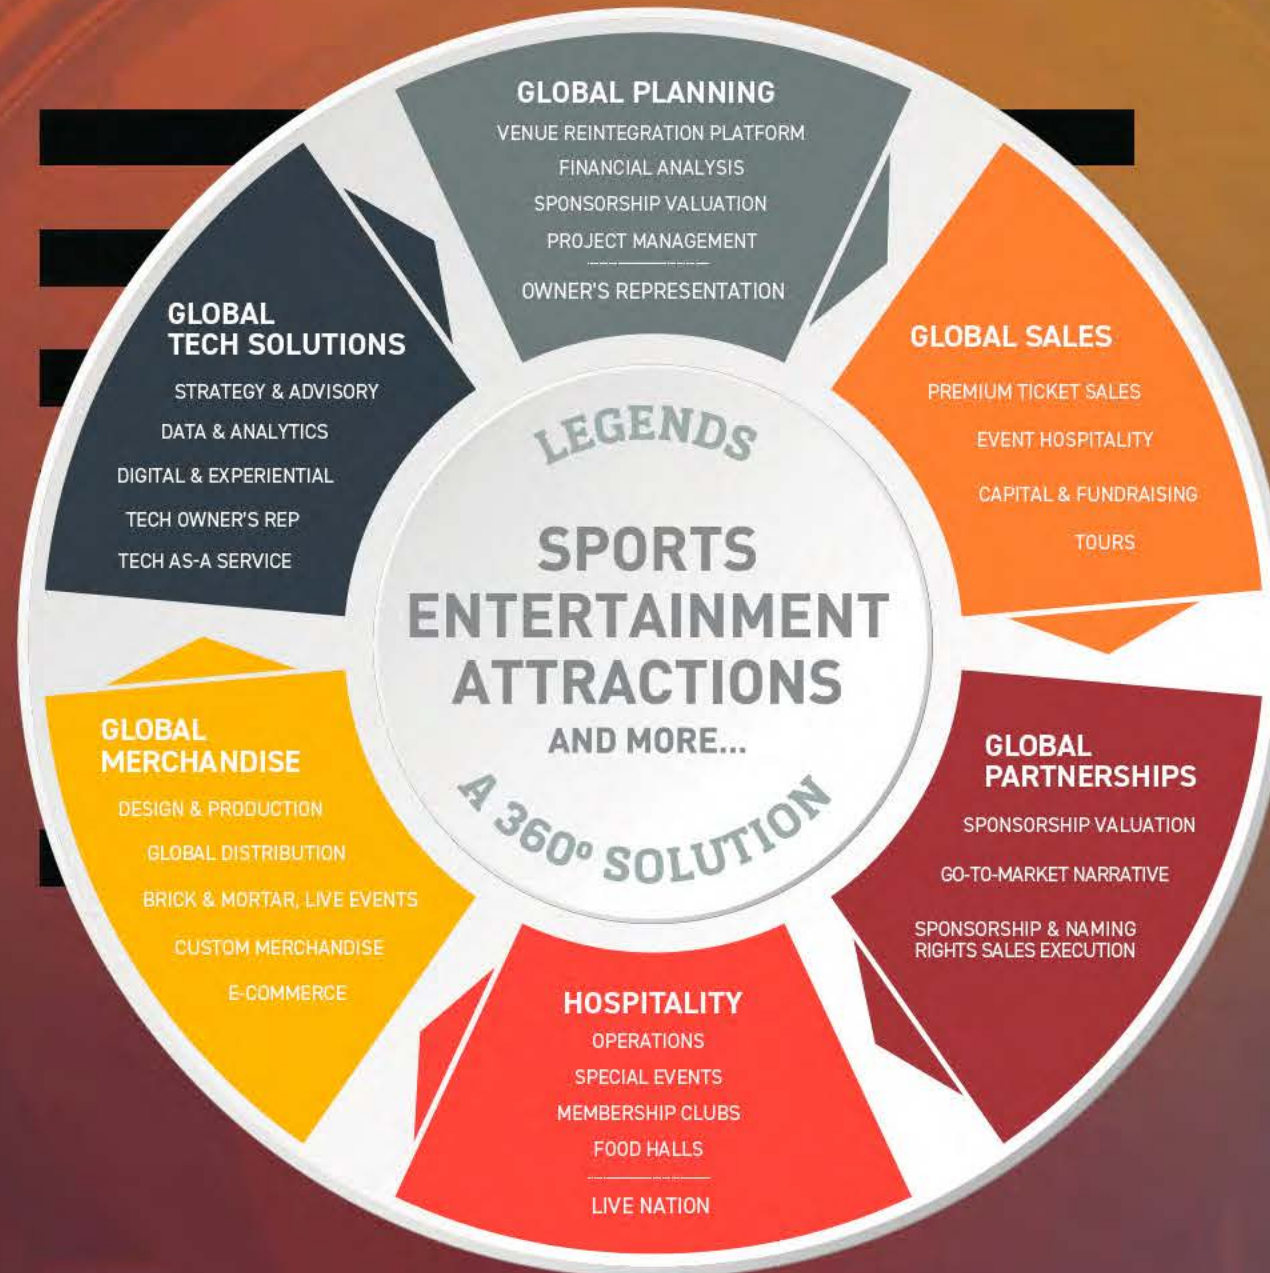 GLOBAL PLANNING
VENUE REINTEGRATION PLATFORM
FINANCIAL ANALYSIS
SPONSORSHIP VALUATION
PROJECT MANAGEMENT
OWNER'S REPRESENTATION
GLOBAL SALES
PREMIUM TICKET SALES
EVENT HOSPITALITY
CAPITAL & FUNDRAISING
TOURS
GLOBAL
PARTNERSHIPS
SPONSORSHIP VALUATION
GO-TO-MARKET NARRATIVE
SPONSORSHIP & NAMING
RIGHTS SALES EXECUTION
HOSPITALITY
OPERATIONS
SPECIAL EVENTS
MEMBERSHIP CLUBS
FOOD HALLS
LIVE NATION
GLOBAL
MERCHANDISE
DESIGN & PRODUCTION
GLOBAL DISTRIBUTION
BRICK & MORTAR, LIVE EVENTS
CUSTOM MERCHANDISE
E-COMMERCE
GLOBAL
TECH SOLUTIONS
STRATEGY & ADVISORY
DATA & ANALYTICS
DIGITAL & EXPERIENTIAL
TECH OWNER'S REP
TECH AS-A SERVICE
LEGENDS
SPORTS
ENTERTAINMENT
ATTRACTIONS
AND MORE...
A 360º SOLUTION